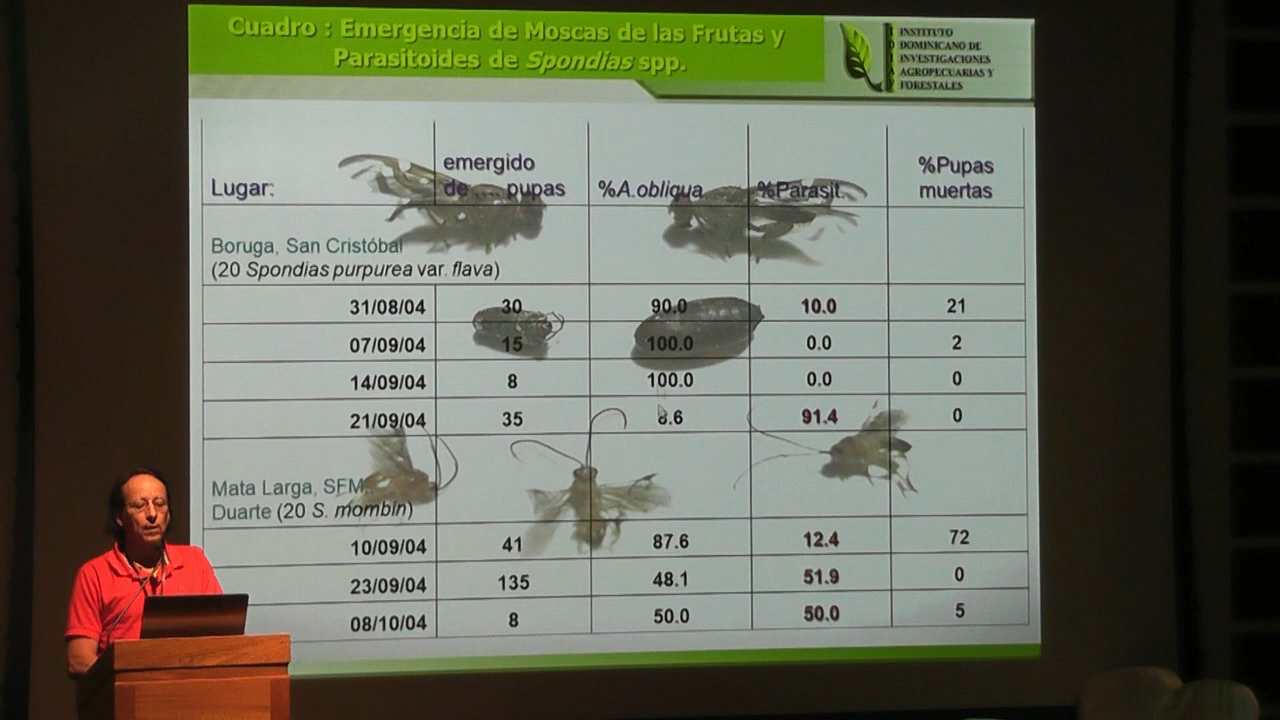 Cuadro : Emergencia de Moscas de las Frutas y
Parasitoides de Spondias spp.
IDIAF
INSTITUTO
DOMINICANO DE
INVESTIGACIONES
AGROPECUARIAS Y
FORESTALES
Lugar: emergido de .... pupas %A.obliqua %Parasit. %Pupas muertas
Boruga, San Cristóbal
(20 Spondias purpurea var. flava)
31/08/04 30 90.0 10.0 21
07/09/04 15 100.0 0.0 2
14/09/04 8 100.0 0.0 0
21/09/04 35 8.6 91.4 0
Mata Larga, SFM,
Duarte (20 S. mombin)
10/09/04 41 87.6 12.4 72
23/09/04 135 48.1 51.9 0
08/10/04 8 50.0 50.0 5